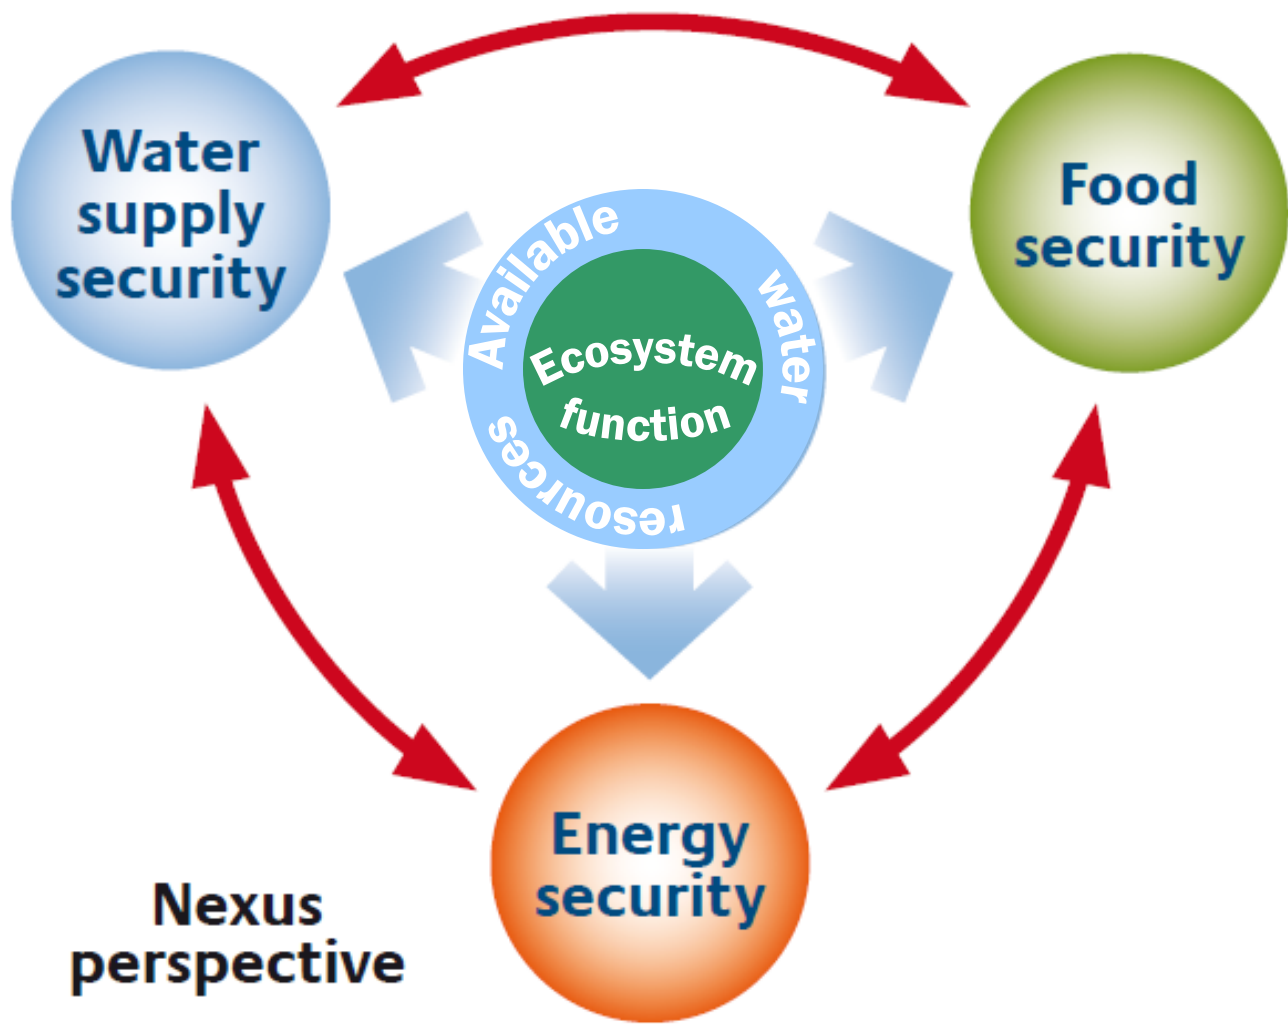 Water
supply
security
Food
security
Available water resources
Ecosystem
function
Energy
security
Nexus
perspective